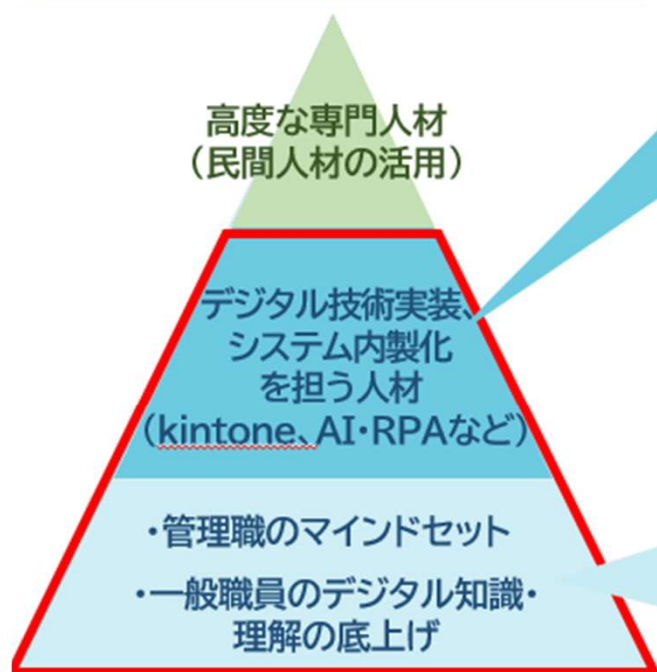 高度な専門人材
（民間人材の活用）
デジタル技術実装、
システム内製化
を担う人材
（kintone、AI・RPAなど）
・管理職のマインドセット
・一般職員のデジタル知識・
理解の底上げ